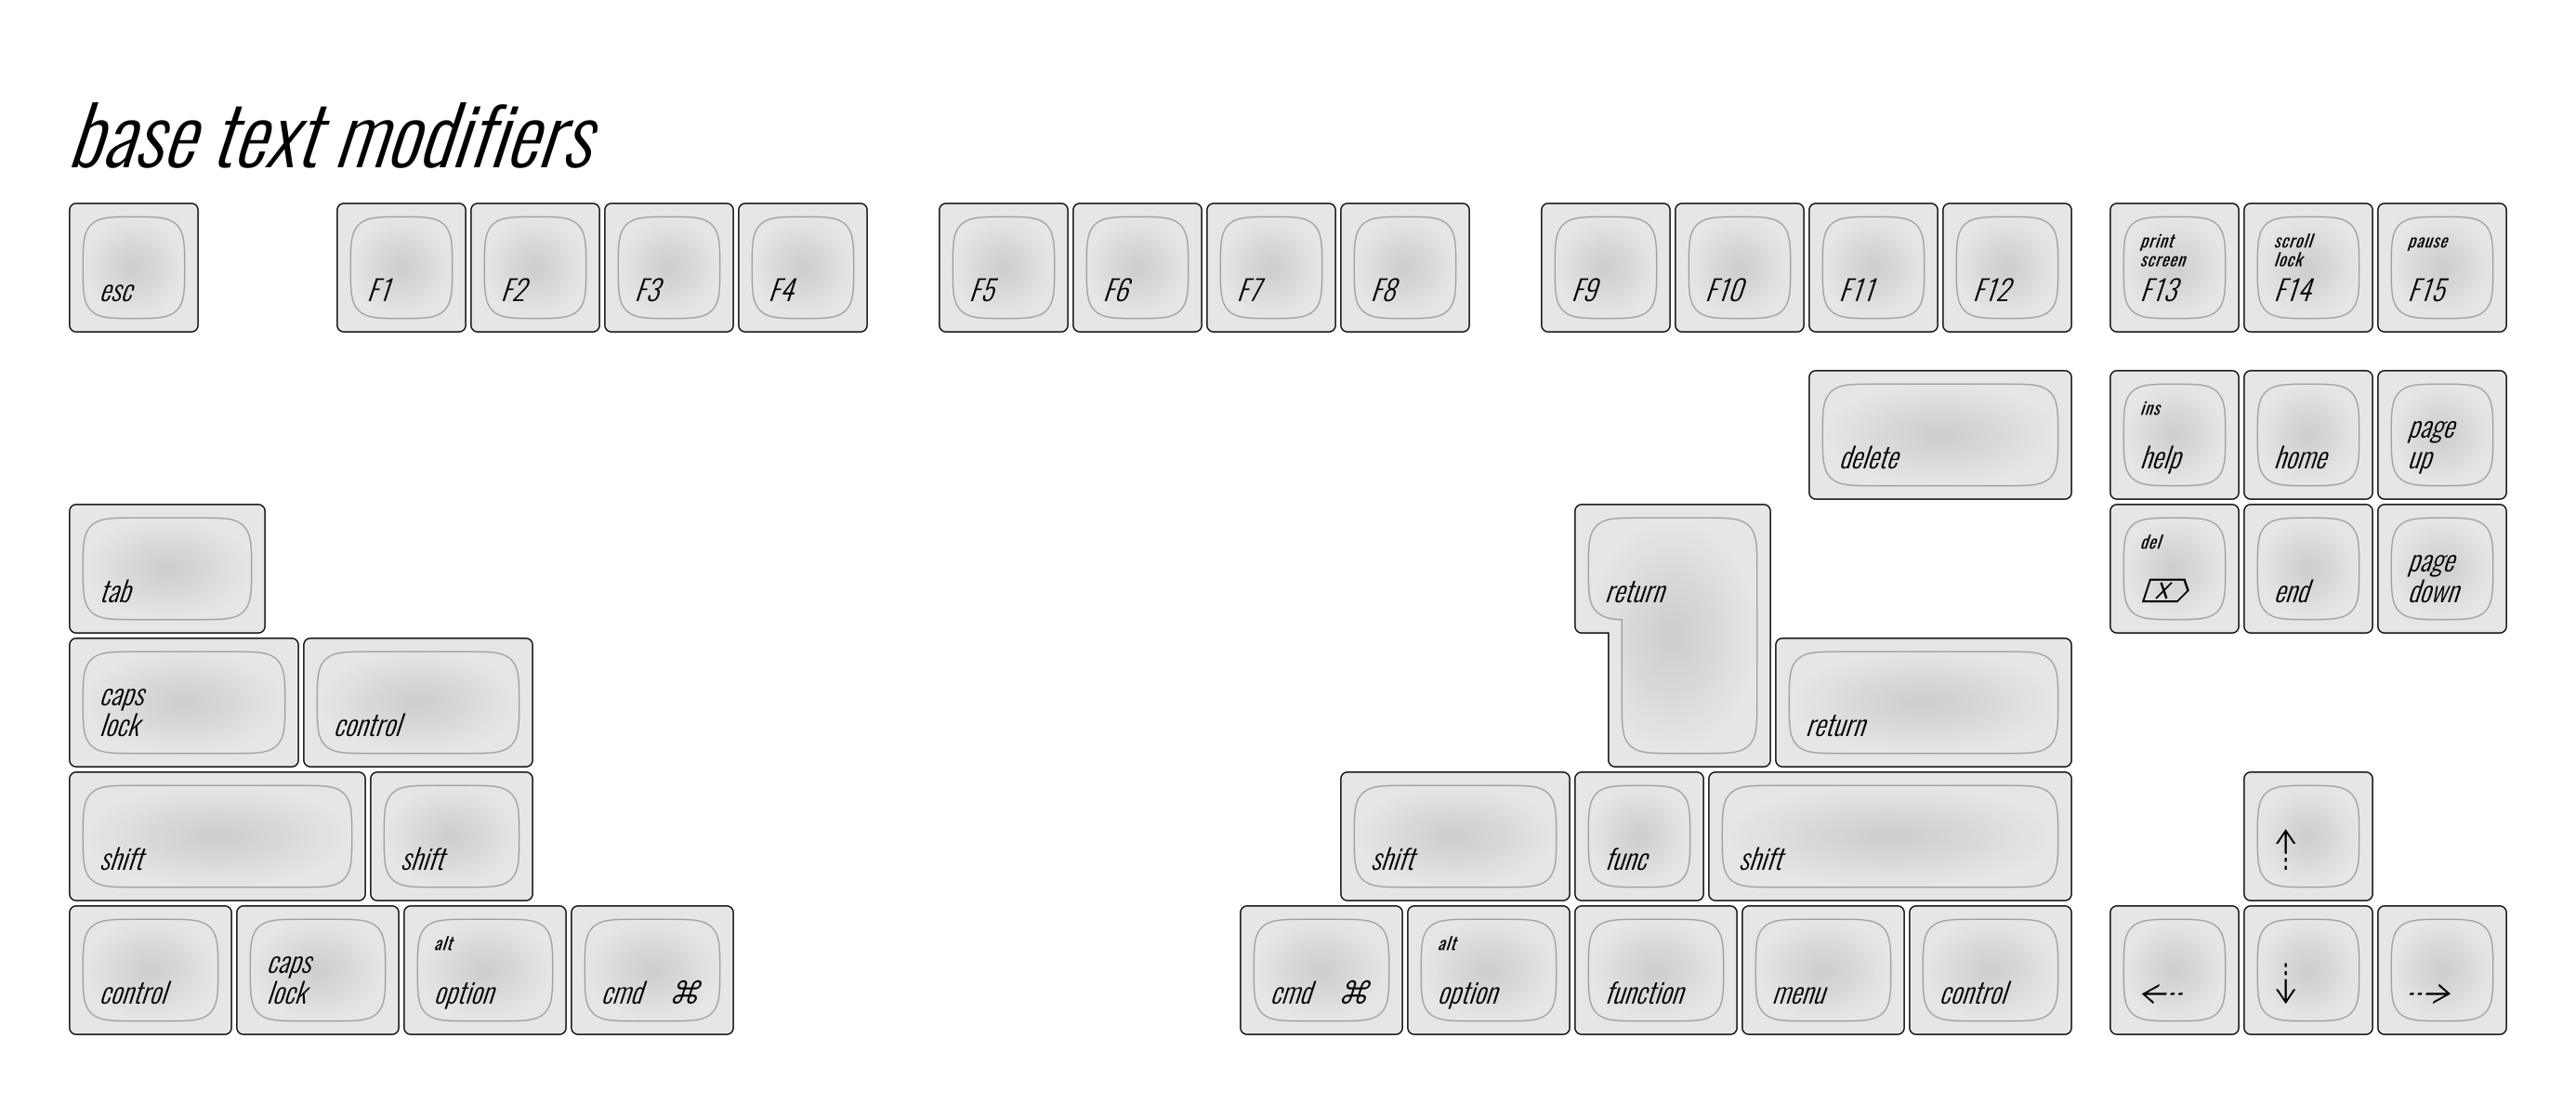 base text modifiers
esc F1 F2 F3 F4 F5 F6 F7 F8 F9 F10 F11 F12
print screen F13
scroll lock F14
pause F15
delete
ins help
home
page up
tab
return
del X
end
page down
caps lock
control
return
shift shift shift func shift
↑
control
caps lock
alt option
cmd ⌘
cmd ⌘
alt option
function
menu
control
← ↓ →